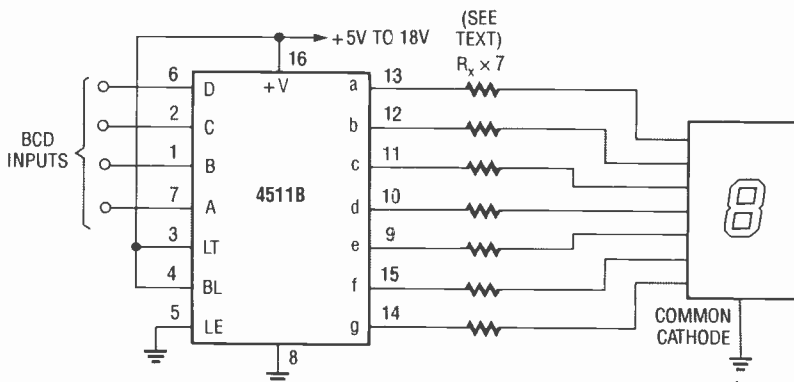 (SEE
TEXT)
Rx × 7
+5V TO 18V
16
+V
BCD
INPUTS
6 D
2 C
1 B
7 A
3 LT
4 BL
5 LE
4511B
a 13
b 12
c 11
d 10
e 9
f 15
g 14
8
8
COMMON
CATHODE